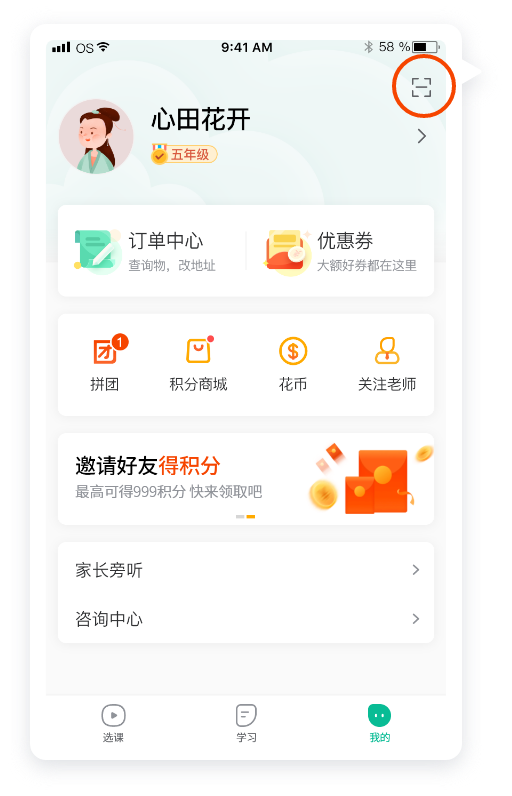 OS 9:41 AM 58 %
心田花开
五年级
订单中心 优惠券
查询物，改地址 大额好券都在这里
团 1
拼团 积分商城 花币 关注老师
邀请好友得积分
最高可得999积分 快来领取吧
家长旁听
咨询中心
选课 学习 我的